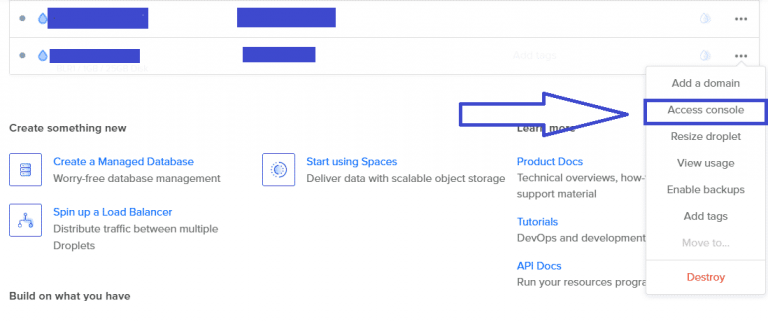 Add tags
Add a domain
Access console
Resize droplet
View usage
Enable backups
Add tags
Move to...
Destroy
Create something new
Create a Managed Database
Worry-free database management
Start using Spaces
Deliver data with scalable object storage
Spin up a Load Balancer
Distribute traffic between multiple
Droplets
Learn more
Product Docs
Technical overviews, how-
support material
Tutorials
DevOps and development
API Docs
Run your resources progra
Build on what you have